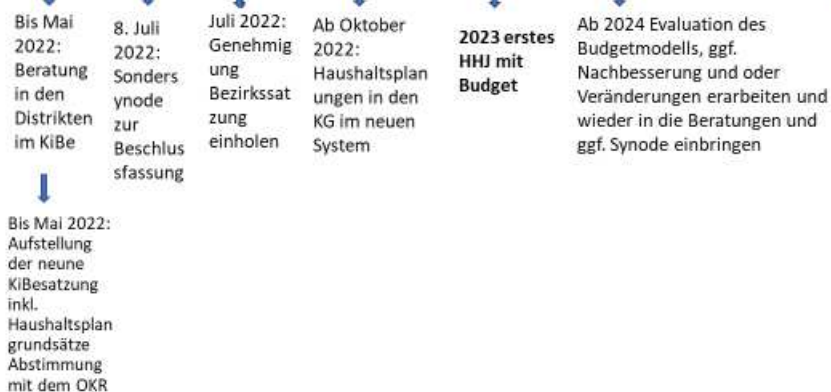 Bis Mai
2022:
Beratung
in den
Distrikten
im KiBe
8. Juli
2022:
Sonders
ynode
zur
Beschlus
sfassung
Juli 2022:
Genehmig
ung
Bezirkssat
zung
einholen
Ab Oktober
2022:
Haushaltsplan
ungen in den
KG im neuen
System
2023 erstes
HHJ mit
Budget
Ab 2024 Evaluation des
Budgetmodells, ggf.
Nachbesserung und oder
Veränderungen erarbeiten und
wieder in die Beratungen und
ggf. Synode einbringen
Bis Mai 2022:
Aufstellung
der neune
KiBesatzung
inkl.
Haushaltsplan
grundsätze
Abstimmung
mit dem OKR